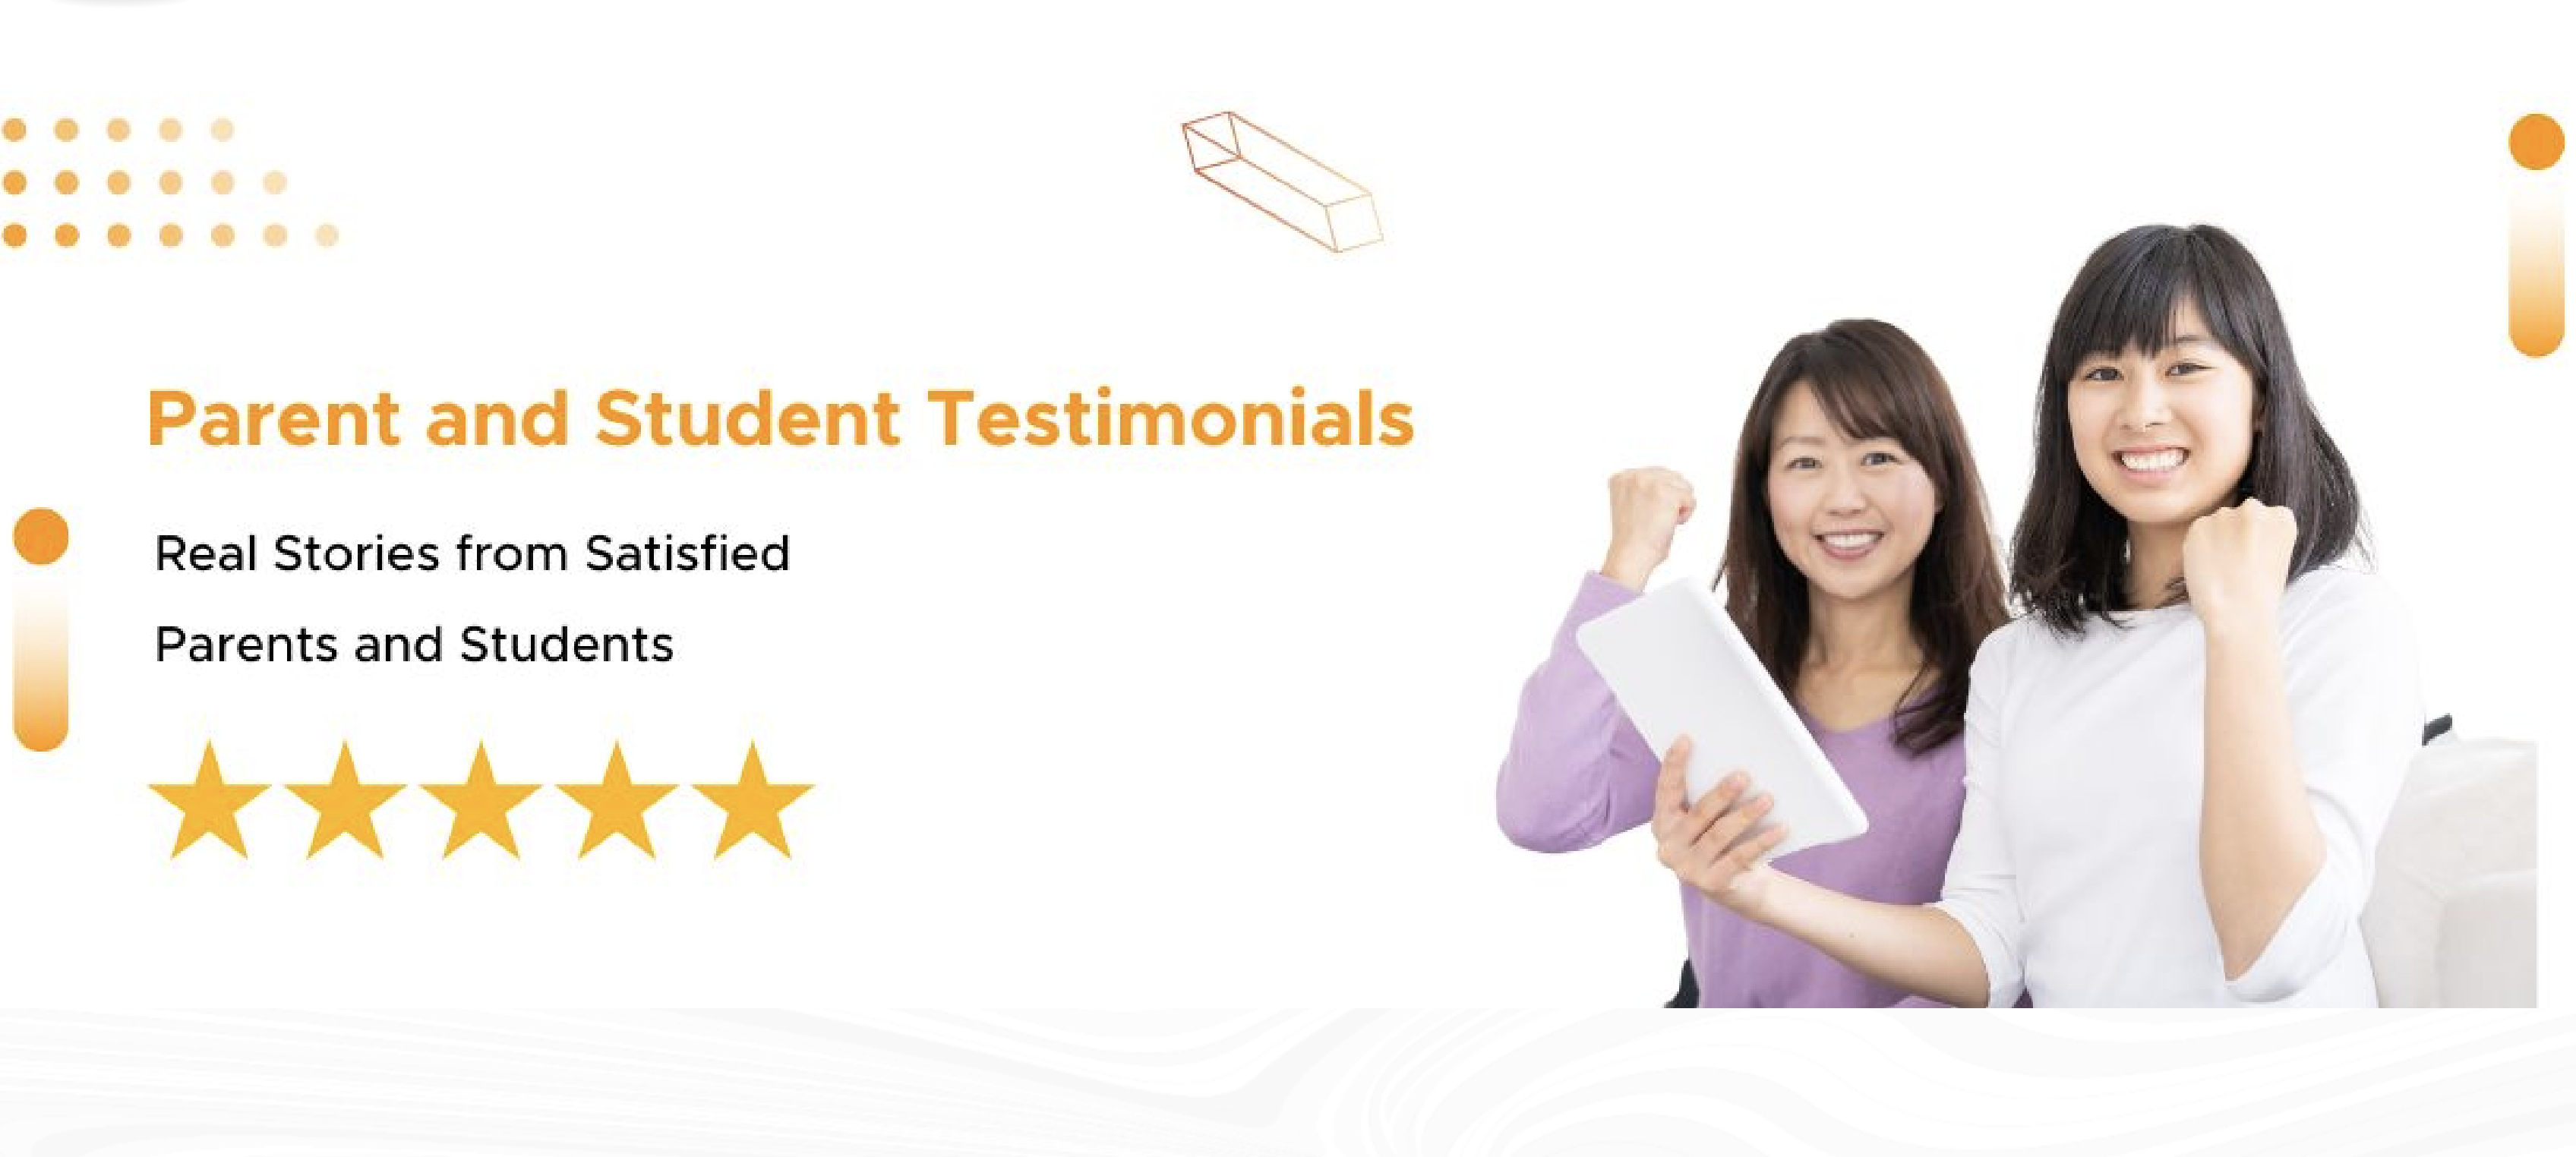 Parent and Student Testimonials
Real Stories from Satisfied
Parents and Students